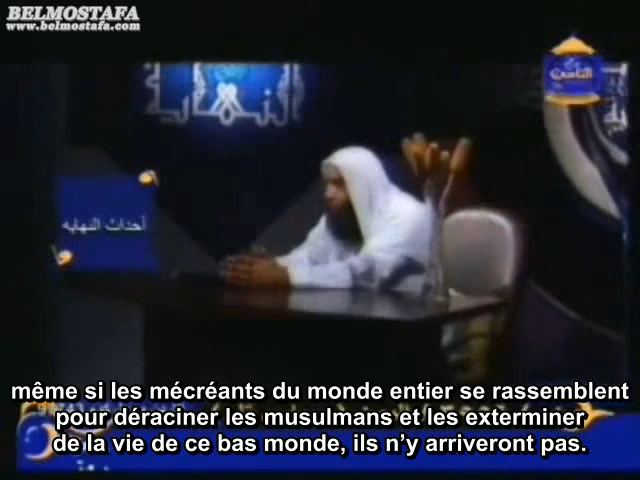 BELMOSTAFA
www.belmostafa.com
الناس
النهاية
أحداث النهايه
même si les mécréants du monde entier se rassemblent
pour déraciner les musulmans et les exterminer
de la vie de ce bas monde, ils n'y arriveront pas.